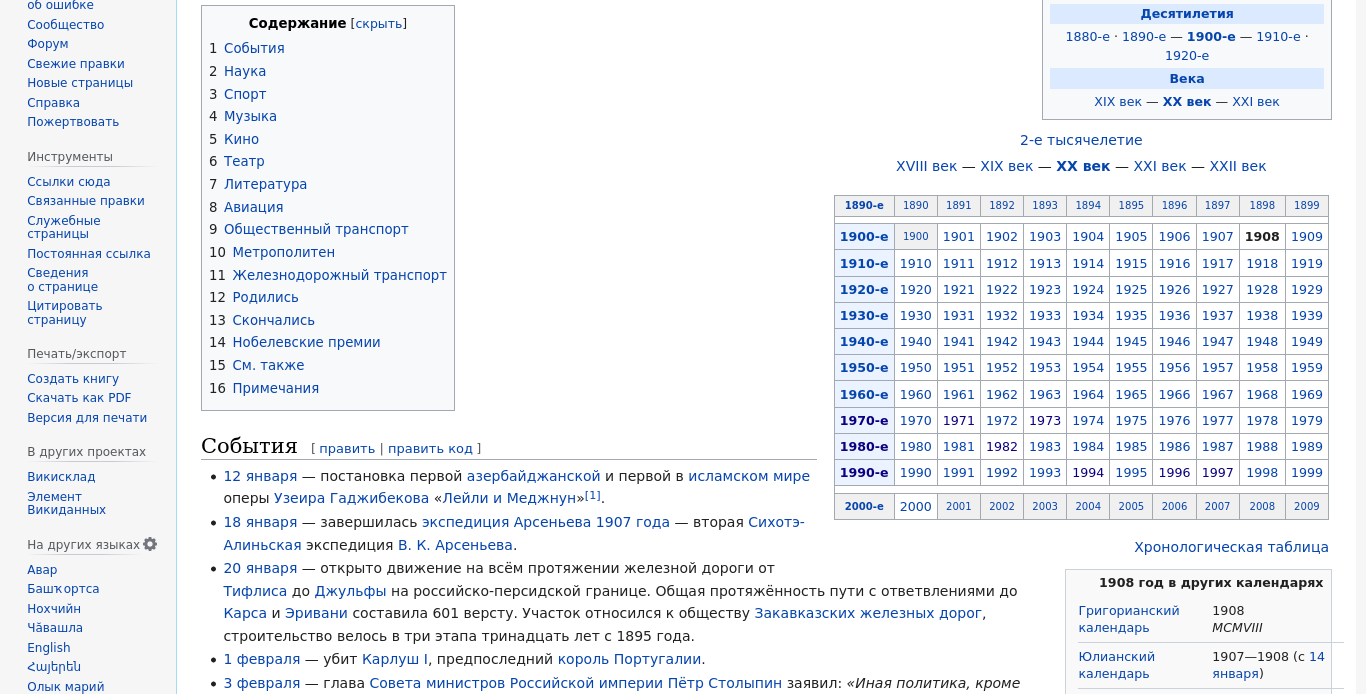 об ошибке
Сообщество
Форум
Свежие правки
Новые страницы
Справка
Пожертвовать
Инструменты
Ссылки сюда
Связанные правки
Служебные
страницы
Постоянная ссылка
Сведения
о странице
Цитировать
страницу
Печать/экспорт
Создать книгу
Скачать как PDF
Версия для печати
В других проектах
Викисклад
Элемент
Викиданных
На других языках
Авар
Башҡортса
Нохчийн
Чӑвашла
English
Հայերեն
Олык марий
Содержание [скрыть]
1 События
2 Наука
3 Спорт
4 Музыка
5 Кино
6 Театр
7 Литература
8 Авиация
9 Общественный транспорт
10 Метрополитен
11 Железнодорожный транспорт
12 Родились
13 Скончались
14 Нобелевские премии
15 См. также
16 Примечания
События [ править | править код ]
• 12 января — постановка первой азербайджанской и первой в исламском мире
оперы Узеира Гаджибекова «Лейли и Меджнун»[1].
• 18 января — завершилась экспедиция Арсеньева 1907 года — вторая Сихотэ-
Алиньская экспедиция В. К. Арсеньева.
• 20 января — открыто движение на всём протяжении железной дороги от
Тифлиса до Джульфы на российско-персидской границе. Общая протяжённость пути с ответвлениями до
Карса и Эривани составила 601 версту. Участок относился к обществу Закавказских железных дорог,
строительство велось в три этапа тринадцать лет с 1895 года.
• 1 февраля — убит Карлуш I, предпоследний король Португалии.
• 3 февраля — глава Совета министров Российской империи Пётр Столыпин заявил: «Иная политика, кроме
Десятилетия
1880-е · 1890-е — 1900-е — 1910-е ·
1920-е
Века
XIX век — XX век — XXI век
2-е тысячелетие
XVIII век — XIX век — XX век — XXI век — XXII век
1890-е 1890 1891 1892 1893 1894 1895 1896 1897 1898 1899
1900-е 1900 1901 1902 1903 1904 1905 1906 1907 1908 1909
1910-е 1910 1911 1912 1913 1914 1915 1916 1917 1918 1919
1920-е 1920 1921 1922 1923 1924 1925 1926 1927 1928 1929
1930-е 1930 1931 1932 1933 1934 1935 1936 1937 1938 1939
1940-е 1940 1941 1942 1943 1944 1945 1946 1947 1948 1949
1950-е 1950 1951 1952 1953 1954 1955 1956 1957 1958 1959
1960-е 1960 1961 1962 1963 1964 1965 1966 1967 1968 1969
1970-е 1970 1971 1972 1973 1974 1975 1976 1977 1978 1979
1980-е 1980 1981 1982 1983 1984 1985 1986 1987 1988 1989
1990-е 1990 1991 1992 1993 1994 1995 1996 1997 1998 1999
2000-е 2000 2001 2002 2003 2004 2005 2006 2007 2008 2009
Хронологическая таблица
1908 год в других календарях
Григорианский 1908
календарь MCMVIII
Юлианский 1907—1908 (с 14
календарь января)